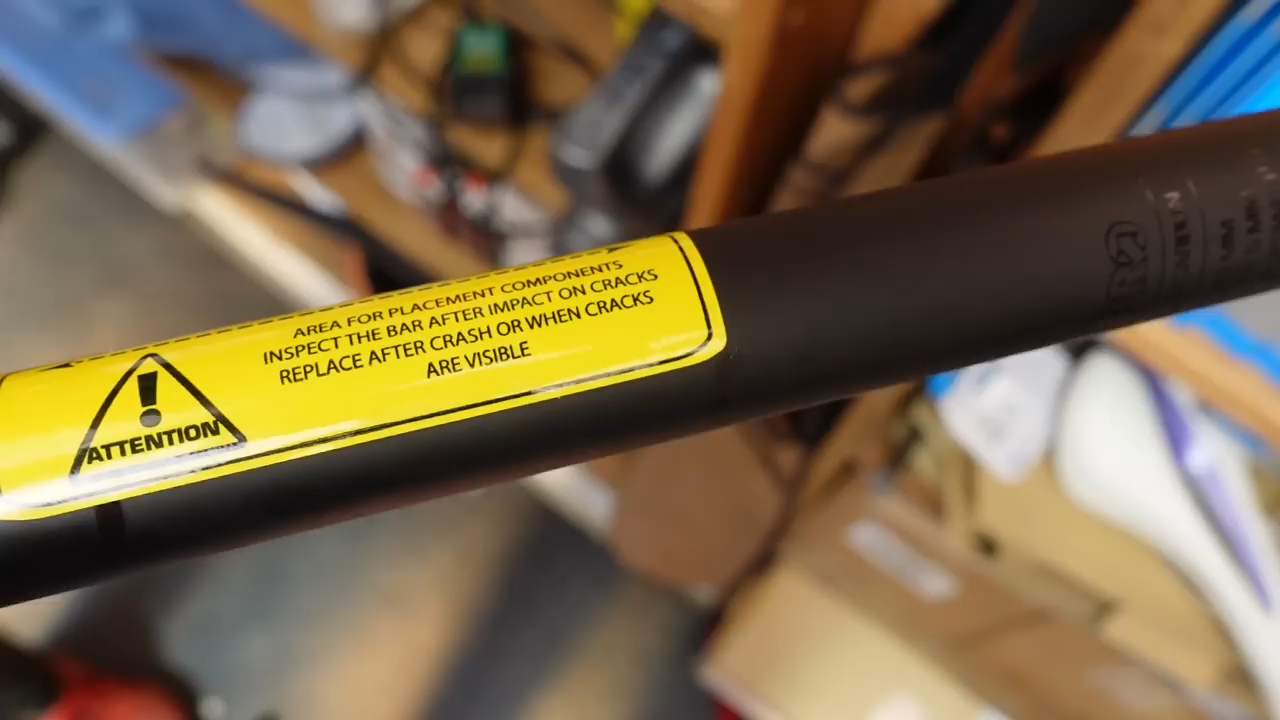 AREA FOR PLACEMENT COMPONENTS
INSPECT THE BAR AFTER IMPACT ON CRACKS
REPLACE AFTER CRASH OR WHEN CRACKS
ARE VISIBLE
ATTENTION